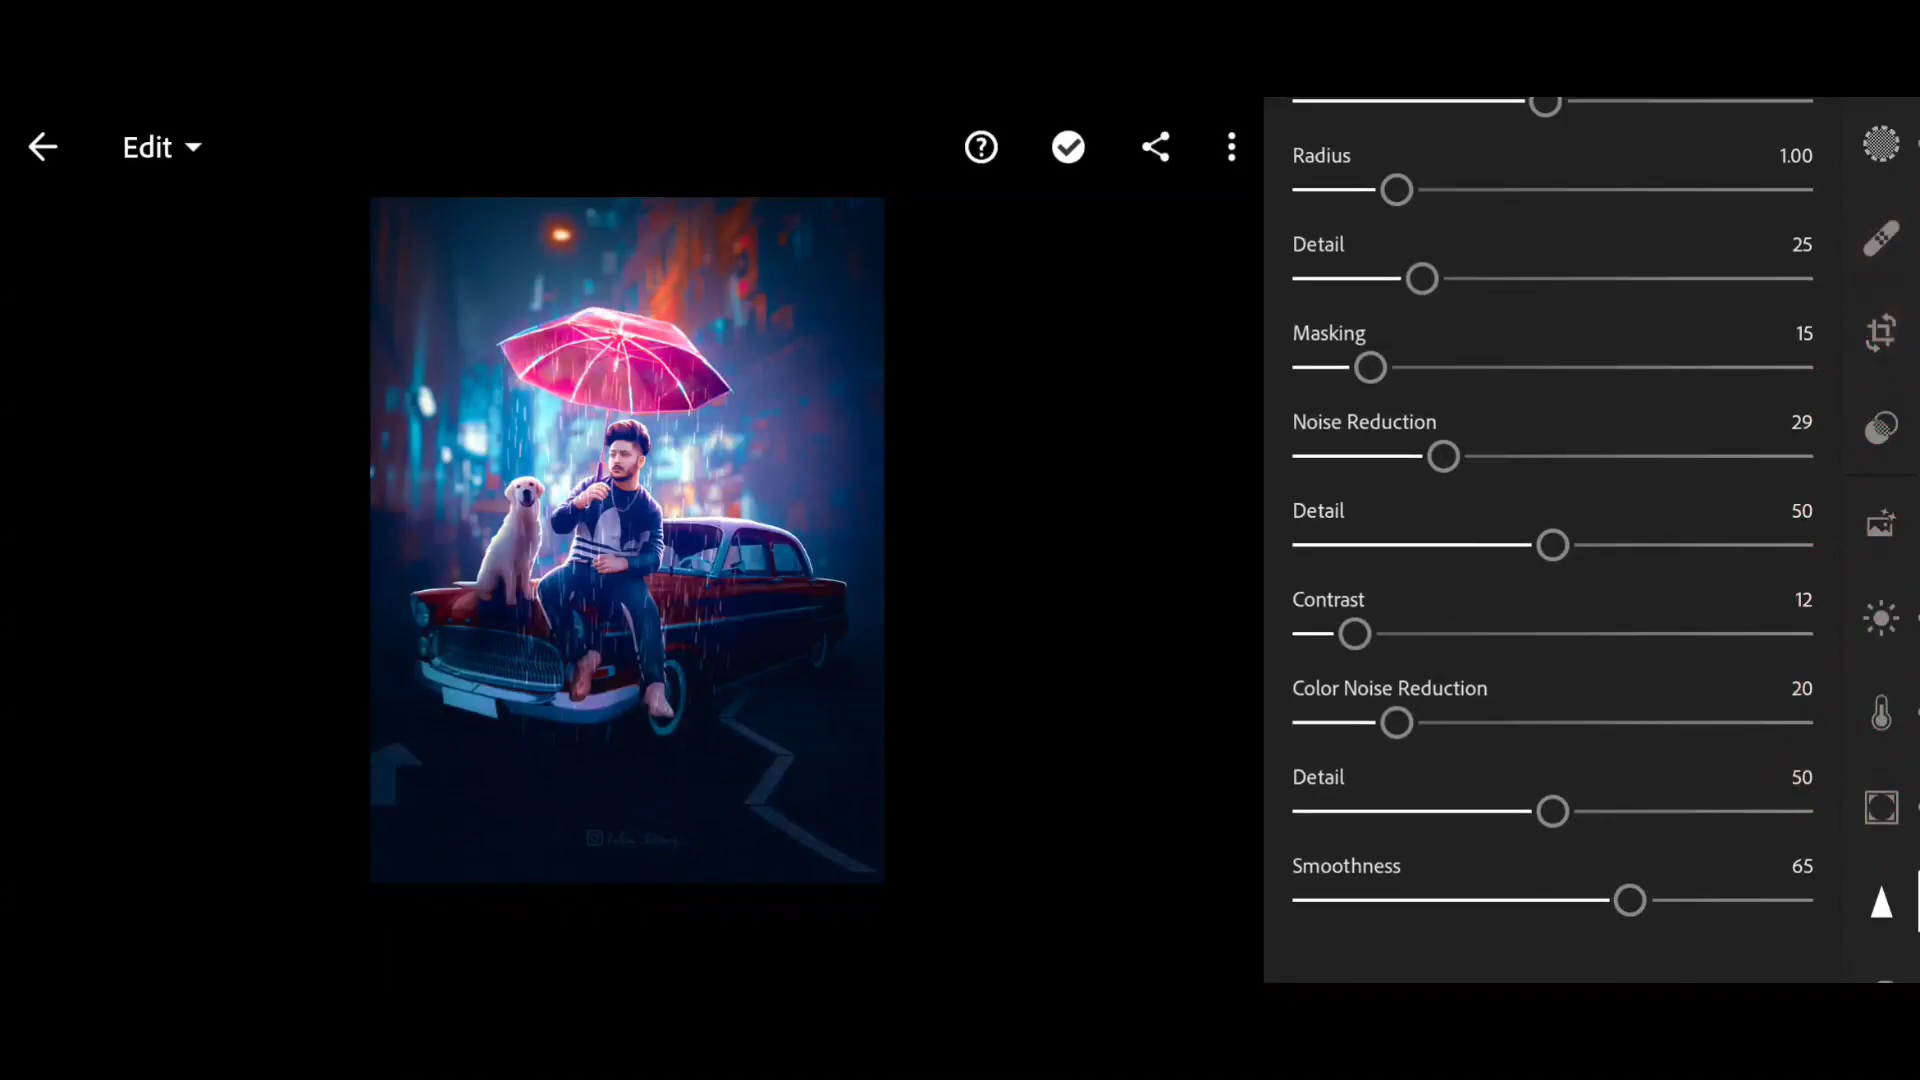 Edit
Radius 1.00
Detail 25
Masking 15
Noise Reduction 29
Detail 50
Contrast 12
Color Noise Reduction 20
Detail 50
Smoothness 65